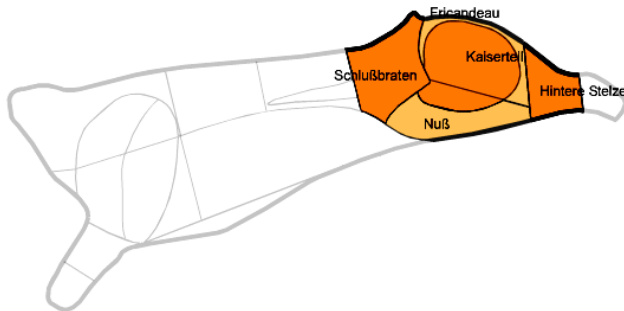 Fricandeau
Kaiserteil
Schlußbraten
Hintere Stelze
Nuß